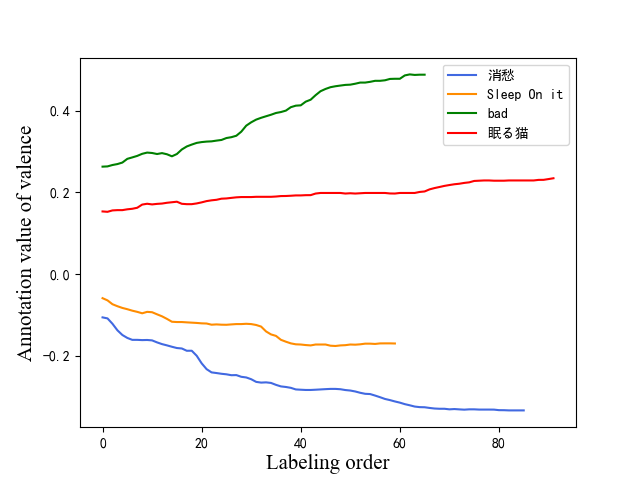 消愁
Sleep On it
bad
眠る猫
Annotation value of valence
0.4
0.2
0.0
−0.2
0
20
40
60
80
Labeling order